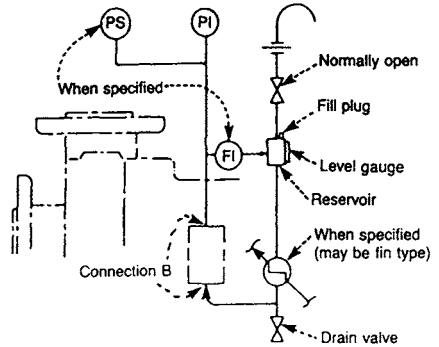 PS
PI
When specified
Normally open
Fill plug
FI
Level gauge
Reservoir
When specified
(may be fin type)
Connection B
Drain valve